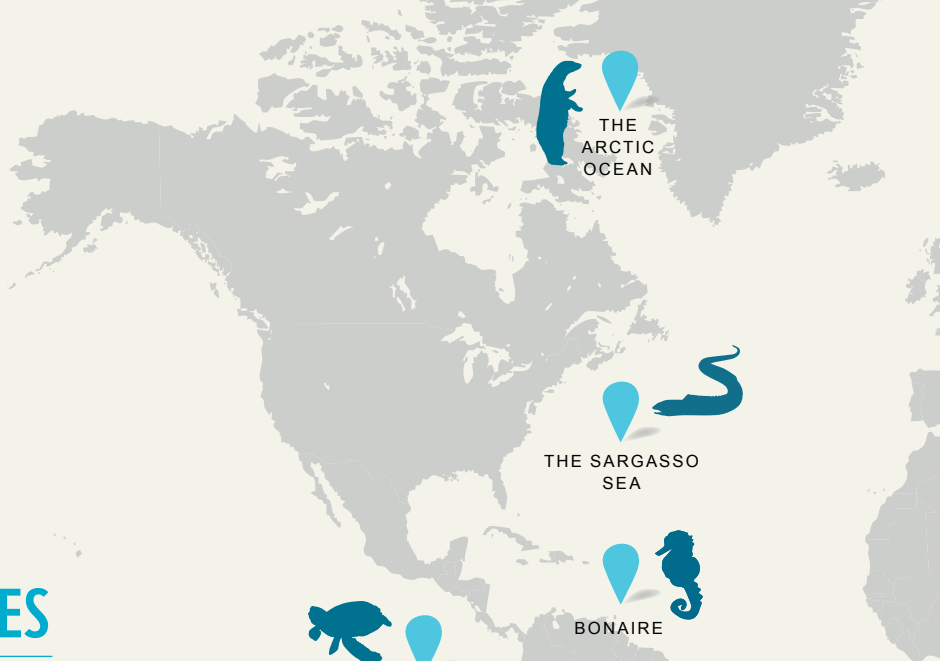 THE
ARCTIC
OCEAN
THE SARGASSO
SEA
BONAIRE
ES